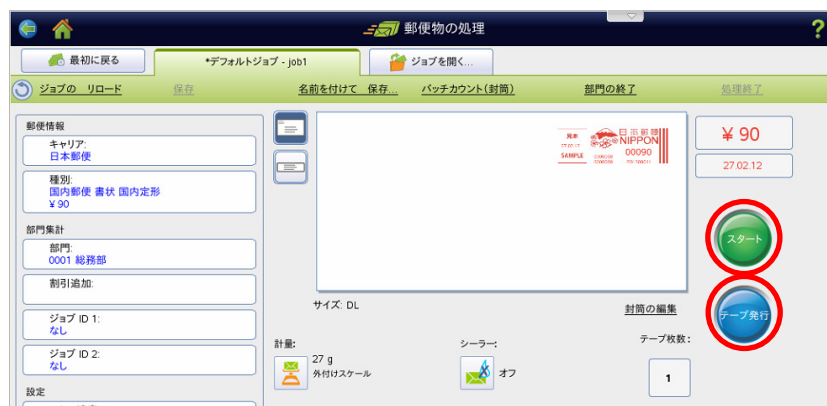 郵便物の処理
?
最初に戻る
*デフォルトジョブ - job1
ジョブを開く...
ジョブの リロード
保存
名前を付けて 保存...
バッチカウント(封筒)
部門の終了
処理終了
郵便情報
キャリア:
日本郵便
種別:
国内郵便 書状 国内定形
¥ 90
部門集計
部門:
0001 総務部
割引追加:
ジョブ ID 1:
なし
ジョブ ID 2:
なし
設定
見本
SAMPLE
日本郵便
NIPPON
00090
¥ 90
27.02.12
スタート
テープ発行
サイズ: DL
封筒の編集
計量:
27 g
外付けスケール
シーラー:
オフ
テープ枚数:
1